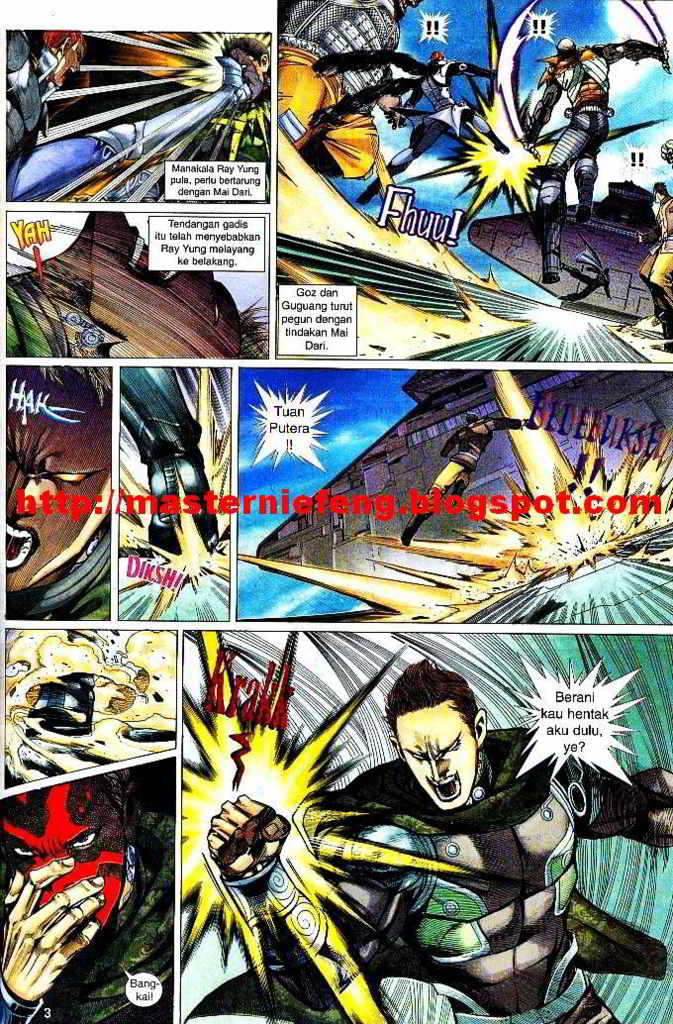 Manakala Ray Yung
pula, perlu bertarung
dengan Mai Dari.
!!
!!
!!
!!
Fhuu!
YAH
!
Tendangan gadis
itu telah menyebabkan
Ray Yung melayang
ke belakang.
Goz dan
Guguang turut
pegun dengan
tindakan Mai
Dari.
HAAK
DIKSH!
Tuan
Putera
!!
BEDEBUKSH
!!
http://masterniefeng.blogspot.com
Krakk
Berani
kau hentak
aku dulu,
ye?
Bang-
kai!
3